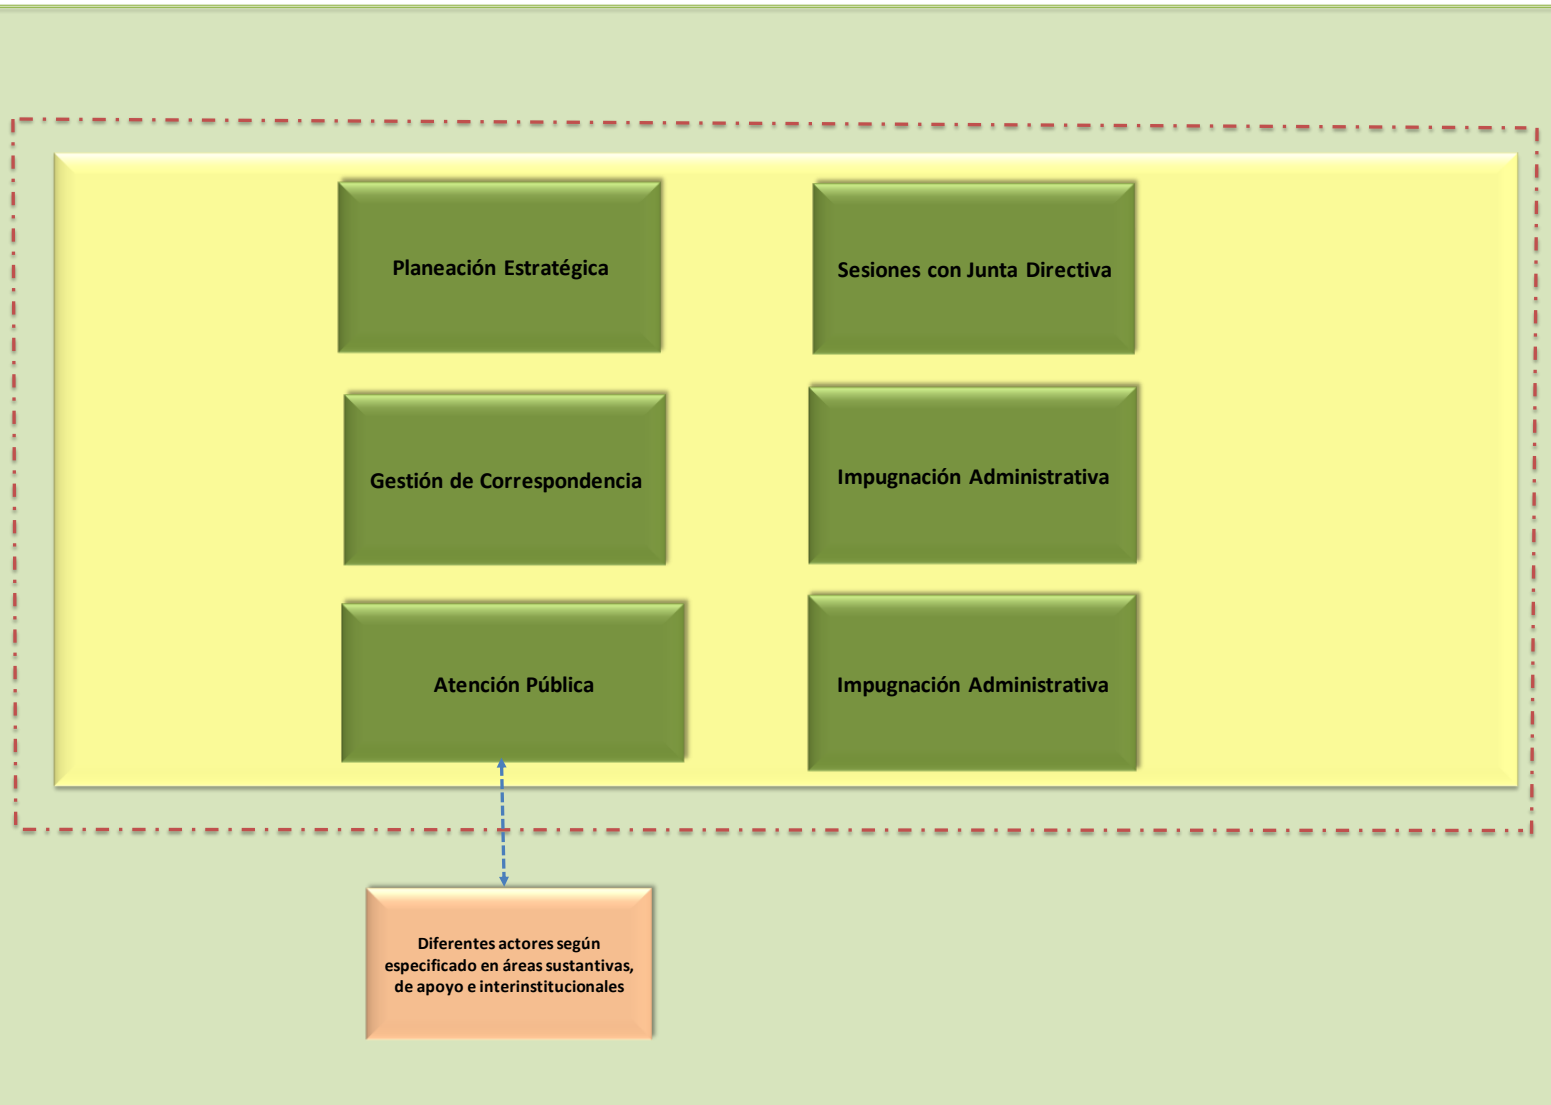 Planeación Estratégica
Sesiones con Junta Directiva
Gestión de Correspondencia
Impugnación Administrativa
Atención Pública
Impugnación Administrativa
Diferentes actores según
especificado en áreas sustantivas,
de apoyo e interinstitucionales